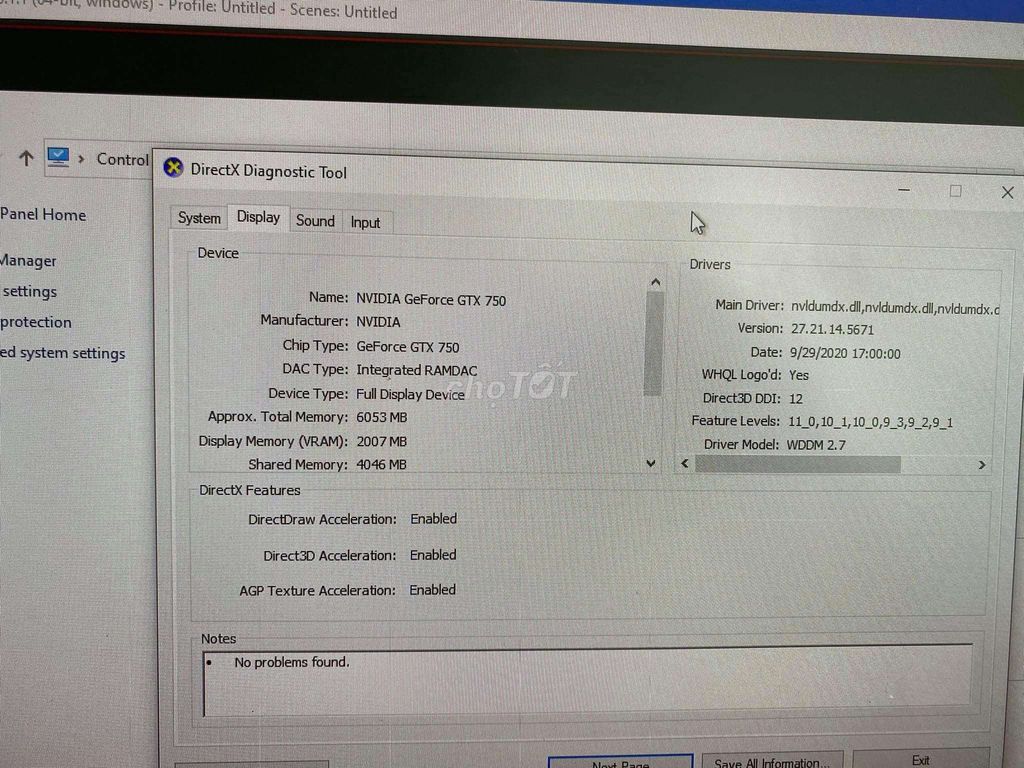 (64-bit, windows) - Profile: Untitled - Scenes: Untitled
Control
DirectX Diagnostic Tool
Panel Home
Manager
settings
protection
ed system settings
System Display Sound Input
Device
Name: NVIDIA GeForce GTX 750
Manufacturer: NVIDIA
Chip Type: GeForce GTX 750
DAC Type: Integrated RAMDAC
Device Type: Full Display Device
Approx. Total Memory: 6053 MB
Display Memory (VRAM): 2007 MB
Shared Memory: 4046 MB
Drivers
Main Driver: nvldumdx.dll,nvldumdx.dll,nvldumdx.d
Version: 27.21.14.5671
Date: 9/29/2020 17:00:00
WHQL Logo'd: Yes
Direct3D DDI: 12
Feature Levels: 11_0,10_1,10_0,9_3,9_2,9_1
Driver Model: WDDM 2.7
chợTỐT
DirectX Features
DirectDraw Acceleration: Enabled
Direct3D Acceleration: Enabled
AGP Texture Acceleration: Enabled
Notes
• No problems found.
Next Page
Save All Information...
Exit